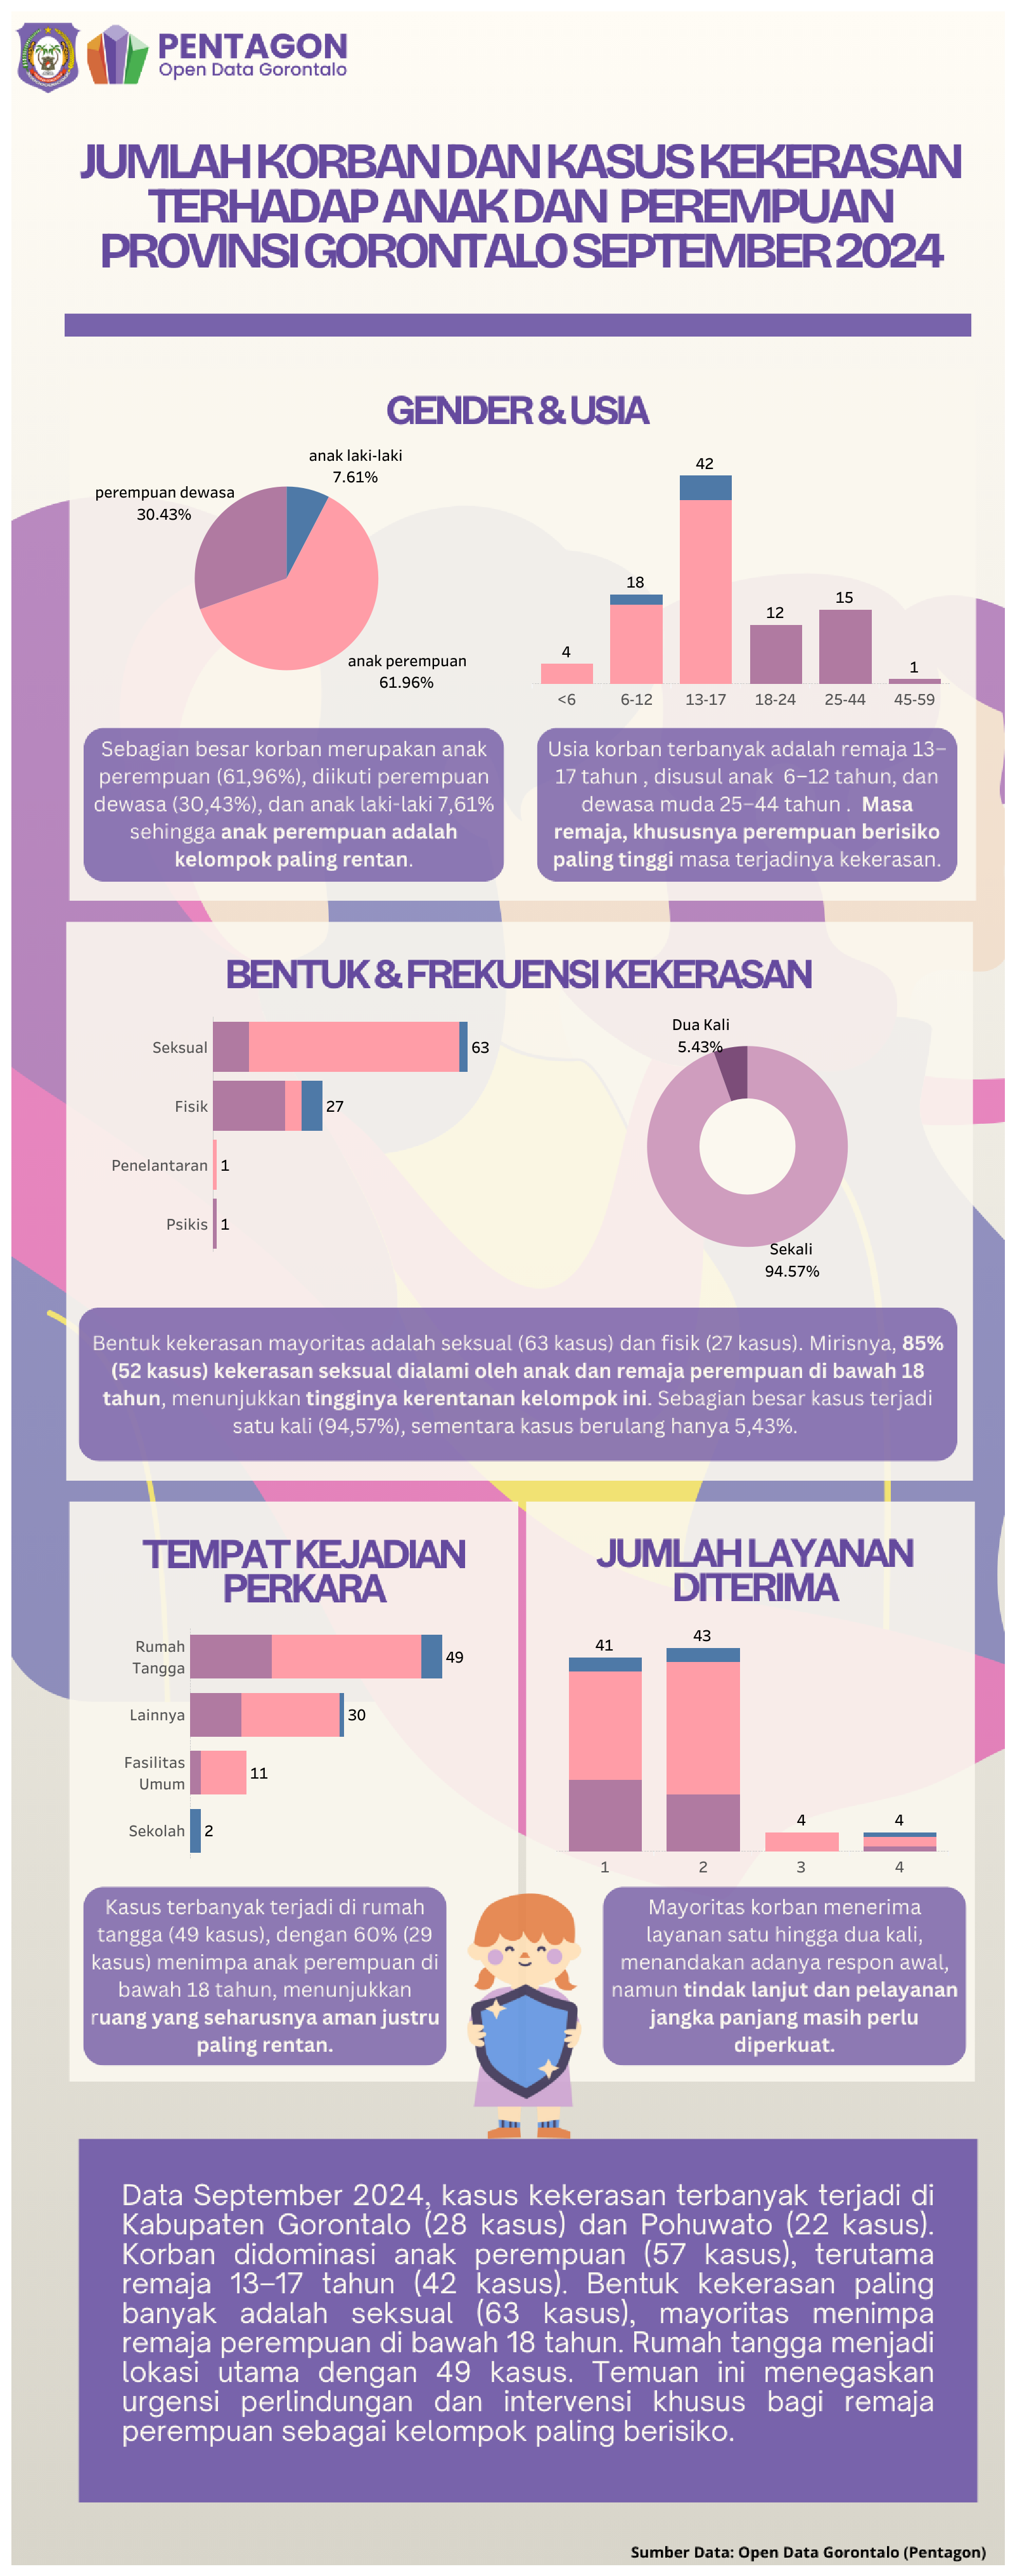 PENTAGON
Open Data Gorontalo
JUMLAH KORBAN DAN KASUS KEKERASAN
TERHADAP ANAK DAN PEREMPUAN
PROVINSI GORONTALO SEPTEMBER 2024
GENDER & USIA
anak laki-laki
7.61%
perempuan dewasa
30.43%
anak perempuan
61.96%
42
18
15
12
4
1
<6
6-12
13-17
18-24
25-44
45-59
Sebagian besar korban merupakan anak
perempuan (61,96%), diikuti perempuan
dewasa (30,43%), dan anak laki-laki 7,61%
sehingga anak perempuan adalah
kelompok paling rentan.
Usia korban terbanyak adalah remaja 13–
17 tahun , disusul anak 6–12 tahun, dan
dewasa muda 25–44 tahun . Masa
remaja, khususnya perempuan berisiko
paling tinggi masa terjadinya kekerasan.
BENTUK & FREKUENSI KEKERASAN
Seksual 63
Fisik 27
Penelantaran 1
Psikis 1
Dua Kali
5.43%
Sekali
94.57%
Bentuk kekerasan mayoritas adalah seksual (63 kasus) dan fisik (27 kasus). Mirisnya, 85%
(52 kasus) kekerasan seksual dialami oleh anak dan remaja perempuan di bawah 18
tahun, menunjukkan tingginya kerentanan kelompok ini. Sebagian besar kasus terjadi
satu kali (94,57%), sementara kasus berulang hanya 5,43%.
TEMPAT KEJADIAN
PERKARA
Rumah
Tangga 49
Lainnya 30
Fasilitas
Umum 11
Sekolah 2
JUMLAH LAYANAN
DITERIMA
41
43
4
4
1
2
3
4
Kasus terbanyak terjadi di rumah
tangga (49 kasus), dengan 60% (29
kasus) menimpa anak perempuan di
bawah 18 tahun, menunjukkan
ruang yang seharusnya aman justru
paling rentan.
Mayoritas korban menerima
layanan satu hingga dua kali,
menandakan adanya respon awal,
namun tindak lanjut dan pelayanan
jangka panjang masih perlu
diperkuat.
Data September 2024, kasus kekerasan terbanyak terjadi di
Kabupaten Gorontalo (28 kasus) dan Pohuwato (22 kasus).
Korban didominasi anak perempuan (57 kasus), terutama
remaja 13–17 tahun (42 kasus). Bentuk kekerasan paling
banyak adalah seksual (63 kasus), mayoritas menimpa
remaja perempuan di bawah 18 tahun. Rumah tangga menjadi
lokasi utama dengan 49 kasus. Temuan ini menegaskan
urgensi perlindungan dan intervensi khusus bagi remaja
perempuan sebagai kelompok paling berisiko.
Sumber Data: Open Data Gorontalo (Pentagon)